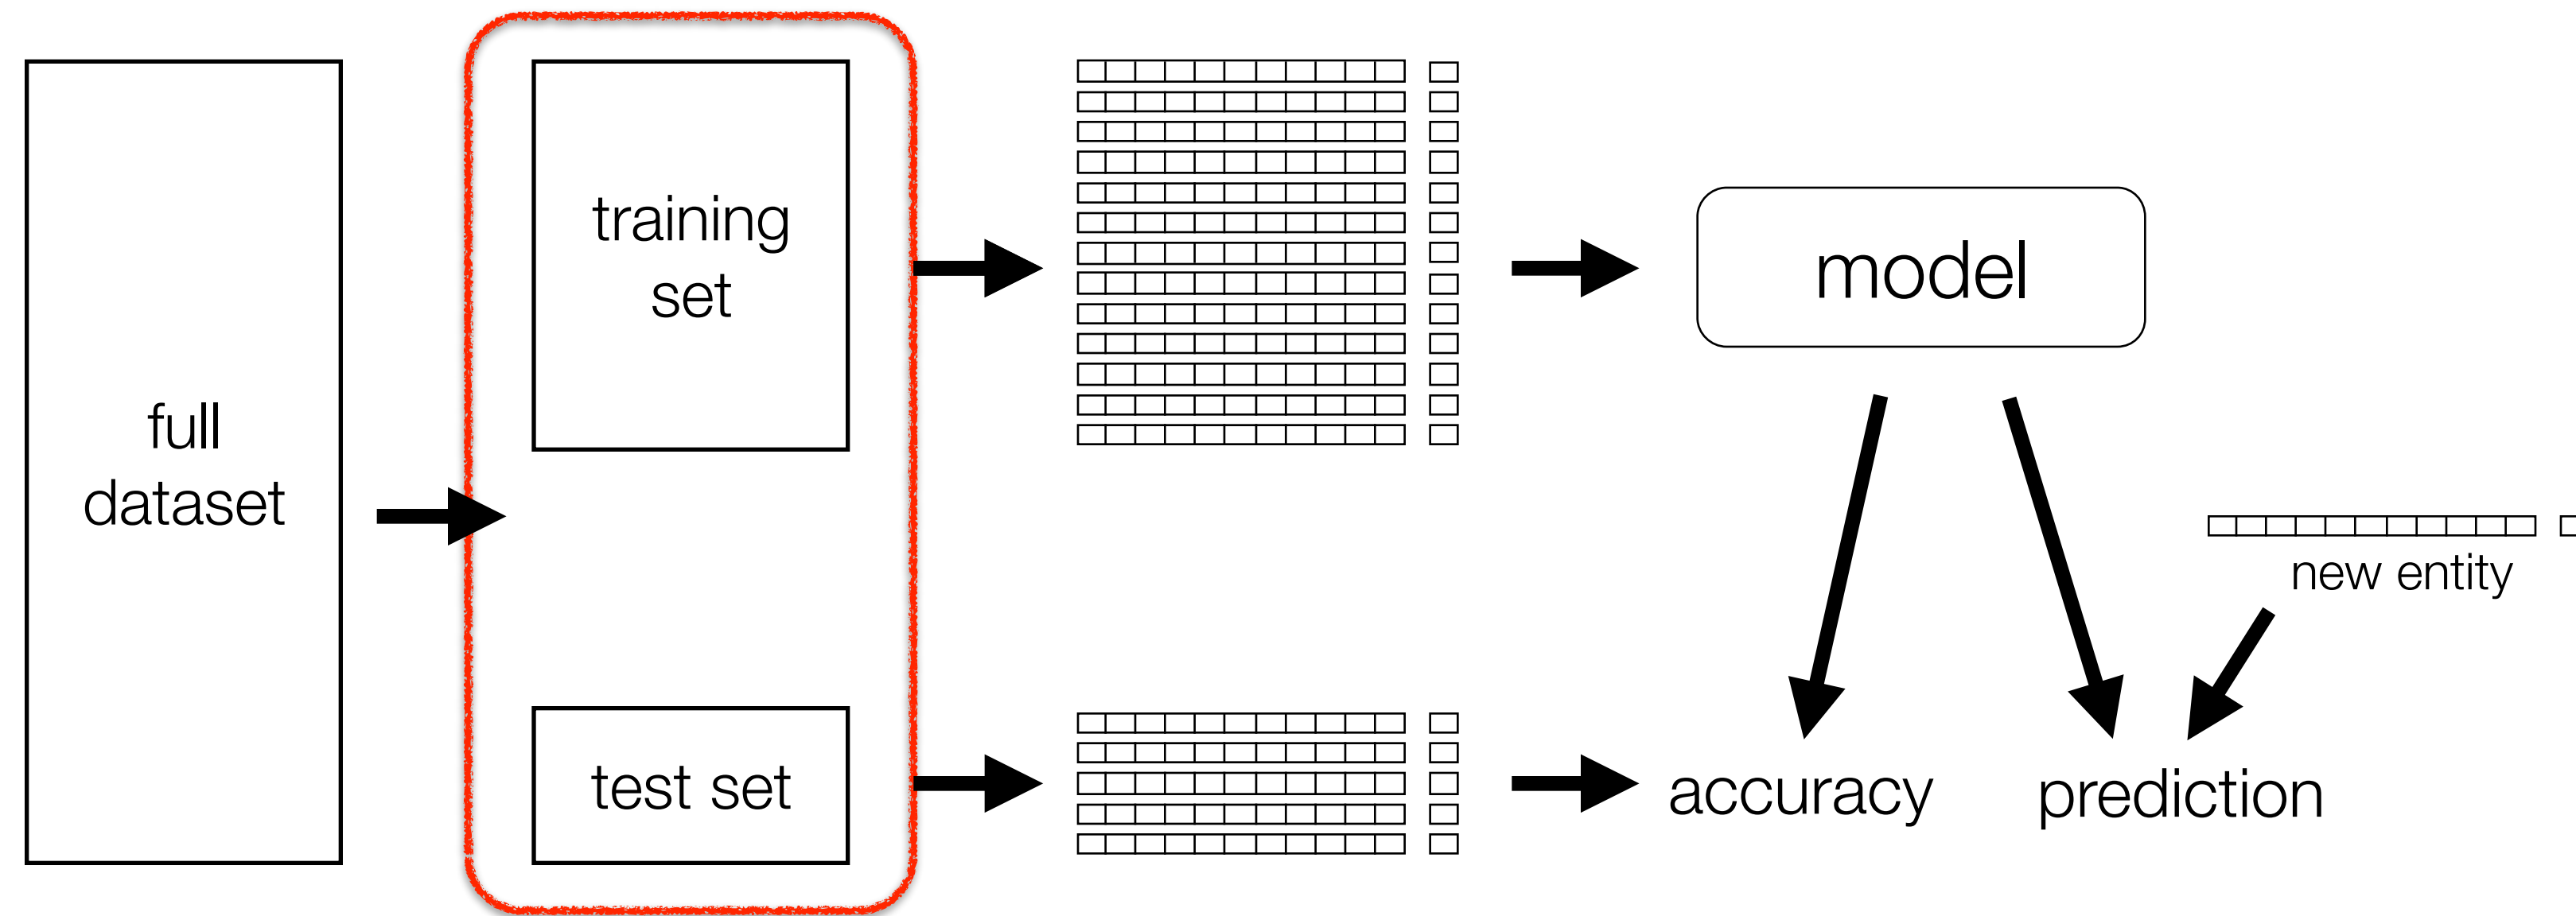 full
dataset
training
set
test set
model
new entity
accuracy
prediction